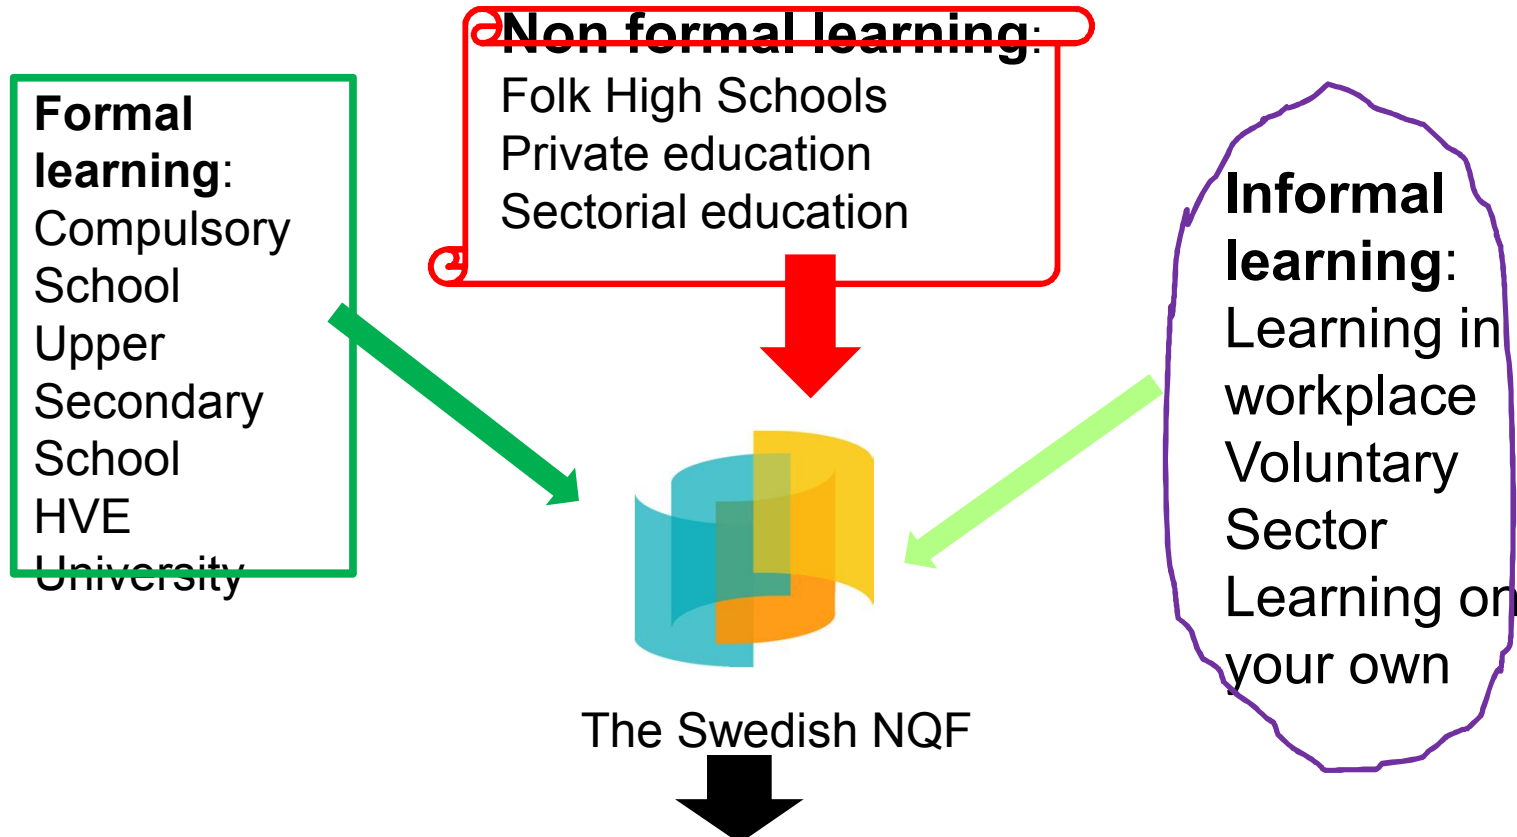 Non formal learning:
Folk High Schools
Private education
Sectorial education
Formal
learning:
Compulsory
School
Upper
Secondary
School
HVE
University
Informal
learning:
Learning in
workplace
Voluntary
Sector
Learning on
your own
The Swedish NQF